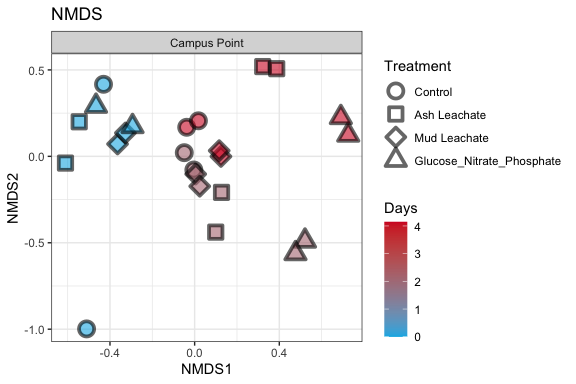 NMDS
Campus Point
0.5
0.0
-0.5
-1.0
NMDS2
-0.4
0.0
0.4
NMDS1
Treatment
Control
Ash Leachate
Mud Leachate
Glucose_Nitrate_Phosphate
Days
4
3
2
1
0